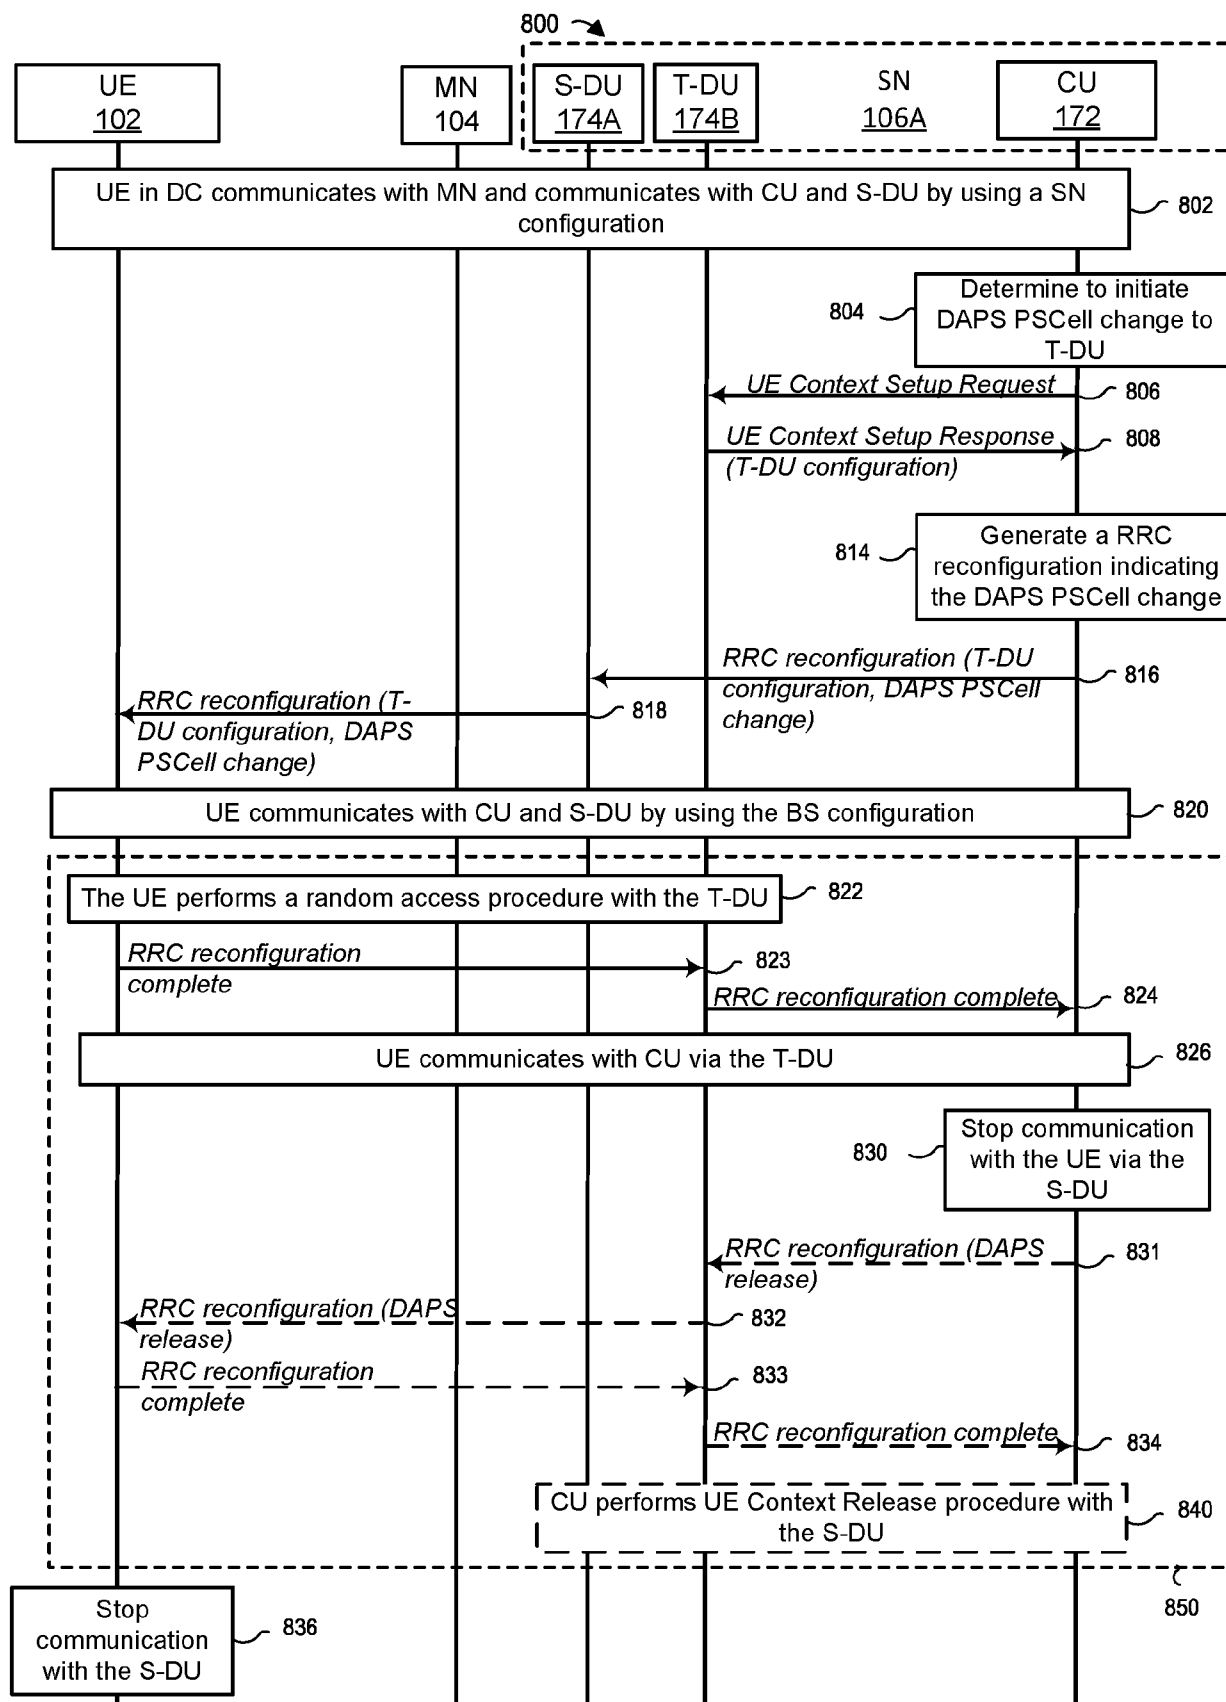 800
UE
102
MN
104
S-DU
174A
T-DU
174B
SN
106A
CU
172
UE in DC communicates with MN and communicates with CU and S-DU by using a SN
configuration
802
Determine to initiate
DAPS PSCell change to
T-DU
804
UE Context Setup Request
806
UE Context Setup Response
(T-DU configuration)
808
Generate a RRC
reconfiguration indicating
the DAPS PSCell change
814
RRC reconfiguration (T-DU
configuration, DAPS PSCell
change)
816
RRC reconfiguration (T-
DU configuration, DAPS
PSCell change)
818
UE communicates with CU and S-DU by using the BS configuration
820
The UE performs a random access procedure with the T-DU
822
RRC reconfiguration
complete
823
RRC reconfiguration complete
824
UE communicates with CU via the T-DU
826
Stop communication
with the UE via the
S-DU
830
RRC reconfiguration (DAPS
release)
831
RRC reconfiguration (DAPS
release)
832
RRC reconfiguration
complete
833
RRC reconfiguration complete
834
CU performs UE Context Release procedure with
the S-DU
840
850
Stop
communication
with the S-DU
836